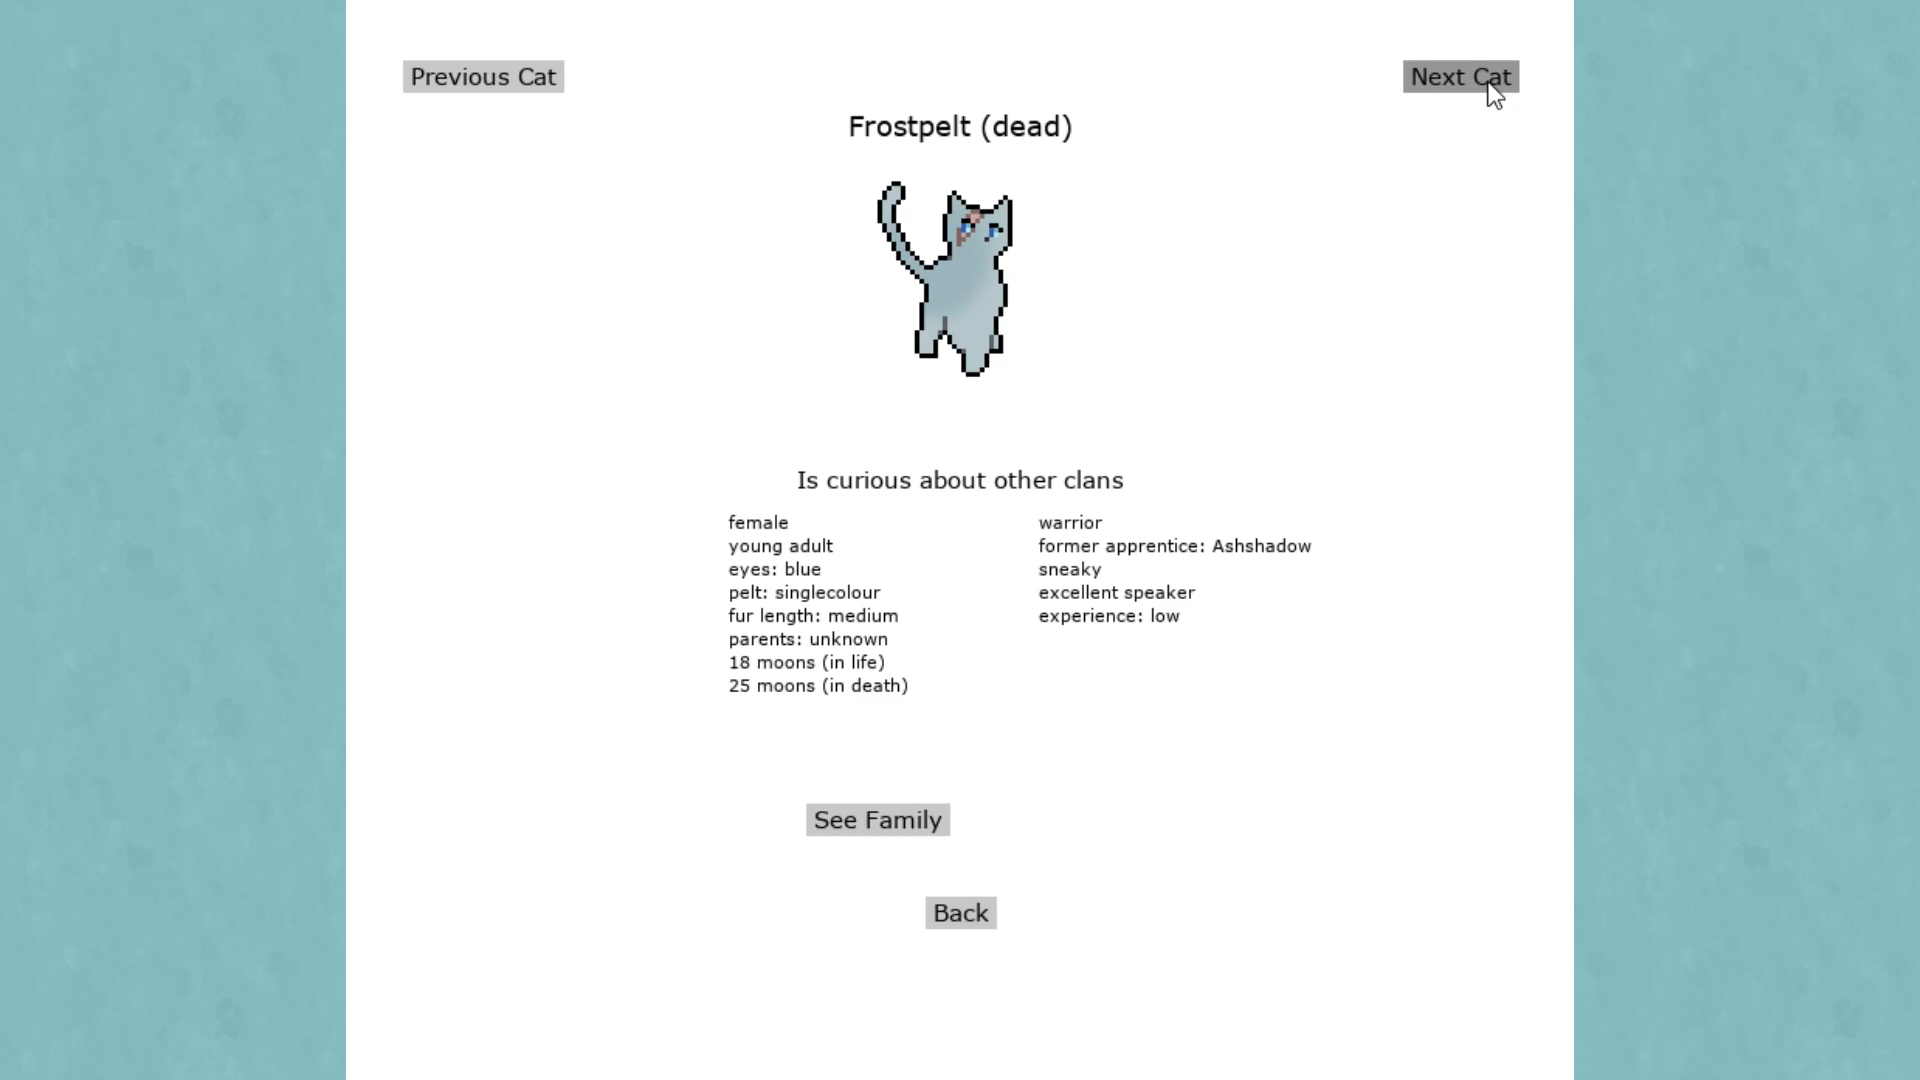 Previous Cat
Next Cat
Frostpelt (dead)
Is curious about other clans
female
young adult
eyes: blue
pelt: singlecolour
fur length: medium
parents: unknown
18 moons (in life)
25 moons (in death)
warrior
former apprentice: Ashshadow
sneaky
excellent speaker
experience: low
See Family
Back